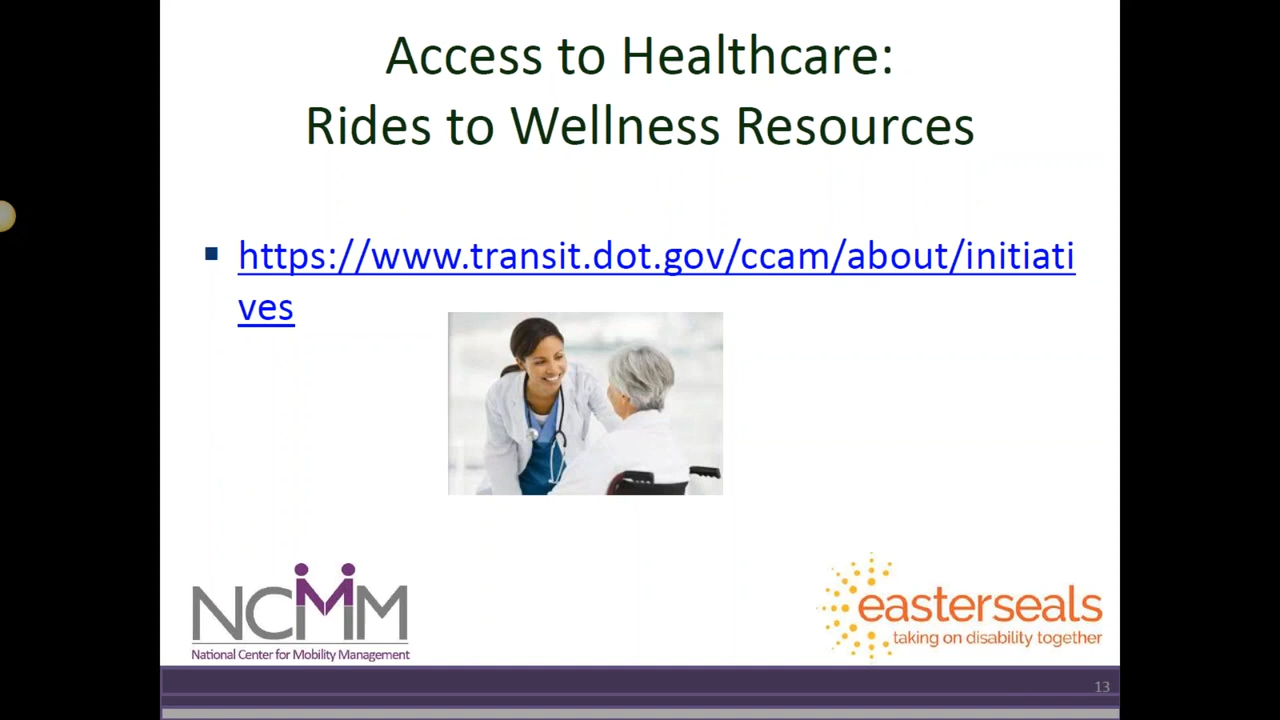 Access to Healthcare:
Rides to Wellness Resources
https://www.transit.dot.gov/ccam/about/initiati
ves
NCMM
National Center for Mobility Management
easterseals
taking on disability together
13